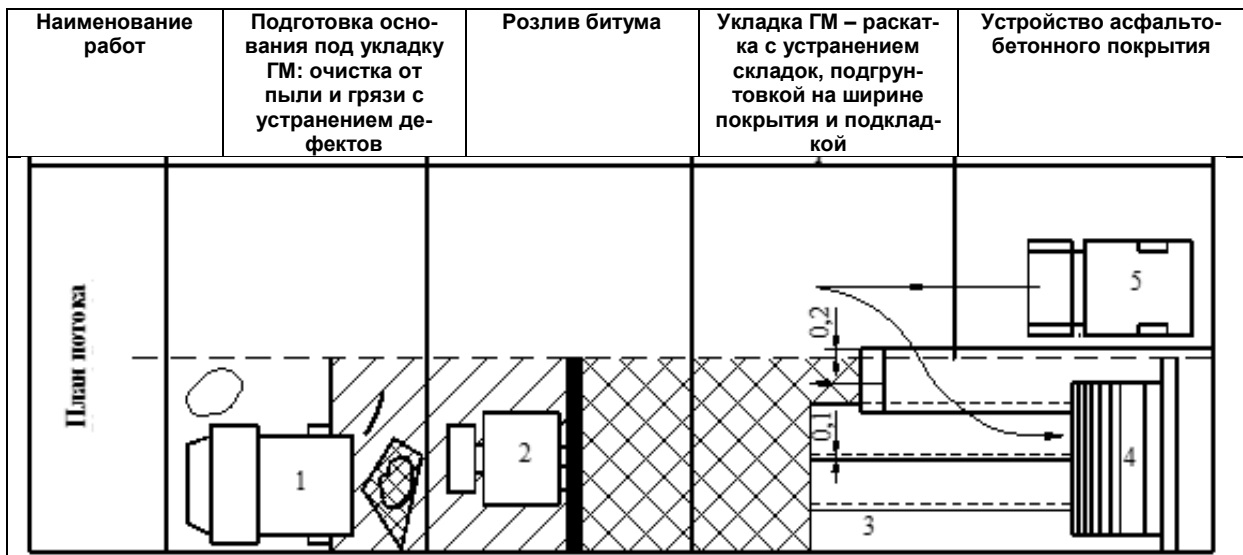 Наименование
работ
Подготовка осно-
вания под укладку
ГМ: очистка от
пыли и грязи с
устранением де-
фектов
Розлив битума
Укладка ГМ – раскат-
ка с устранением
складок, подгрун-
товкой на ширине
покрытия и подклад-
кой
Устройство асфальто-
бетонного покрытия
План потока
5
0,2
0,1
1
2
4
3